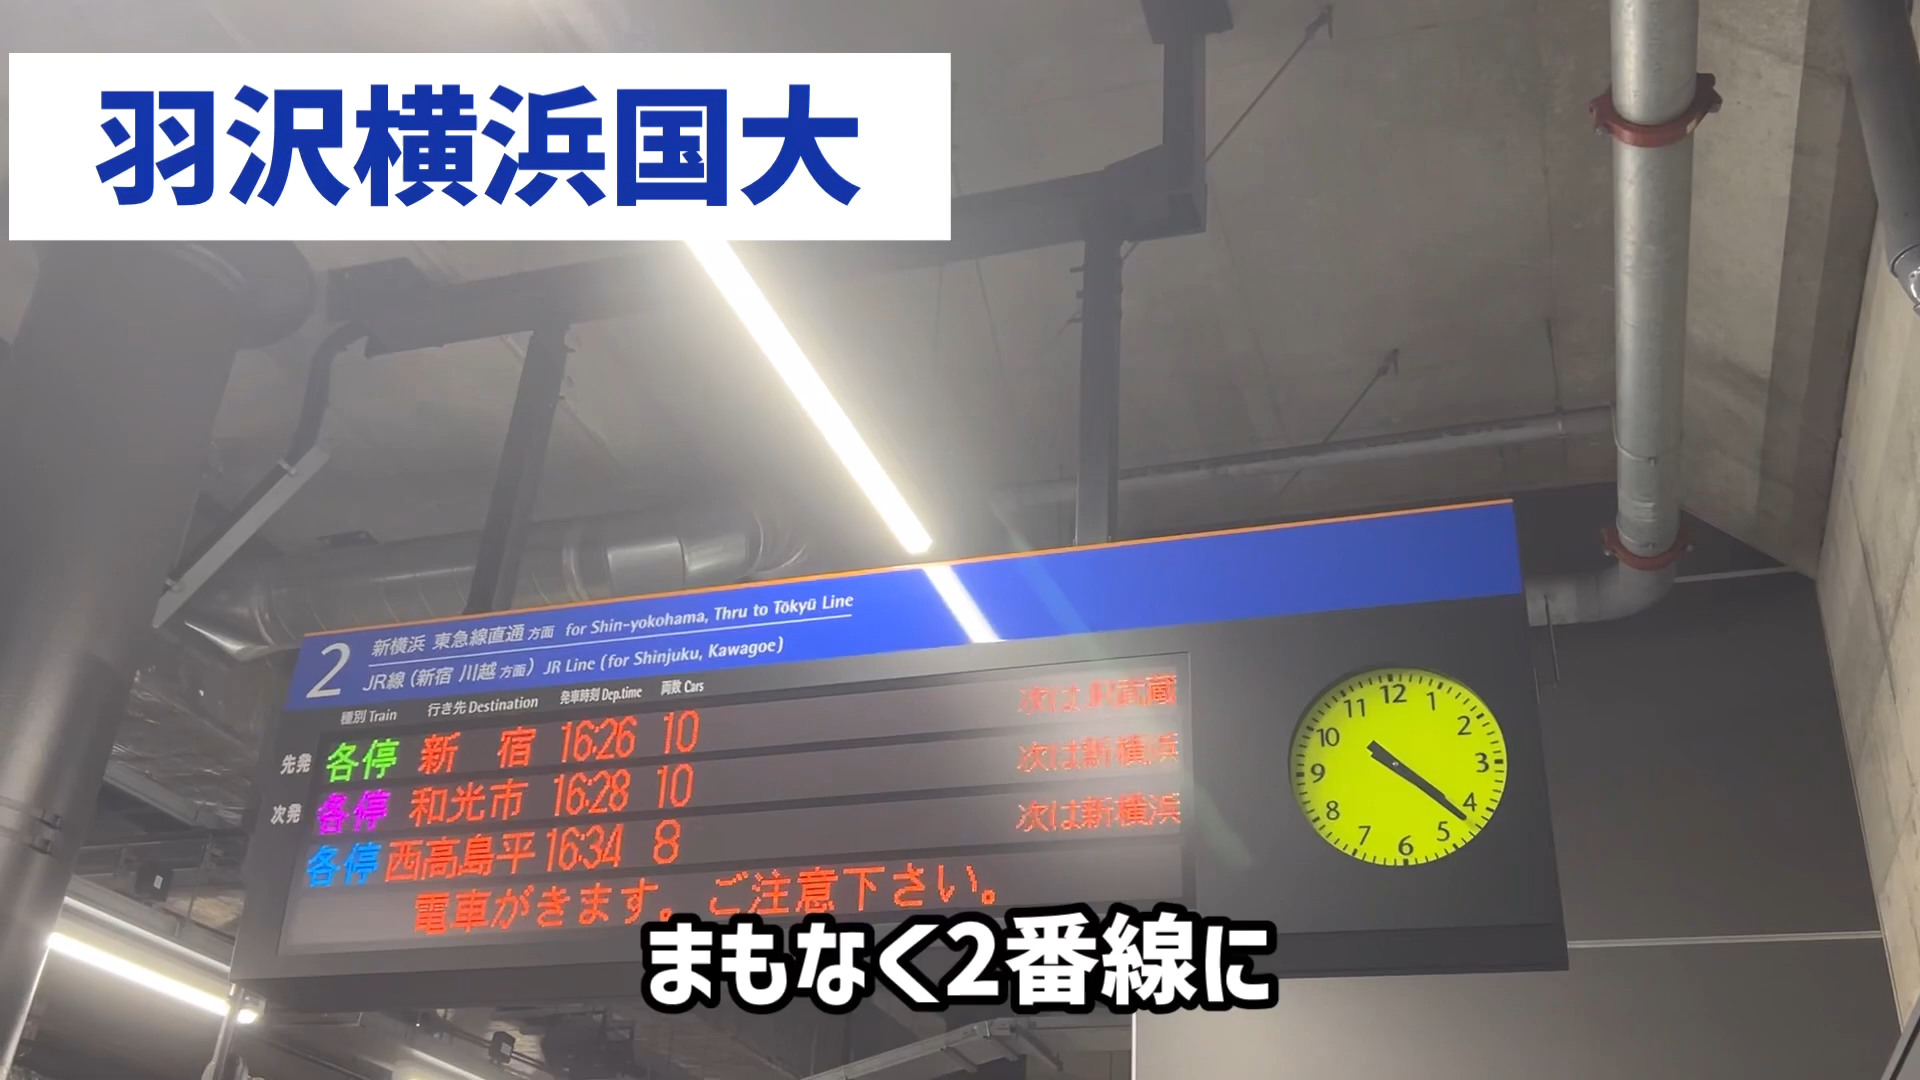 羽沢横浜国大
2
新横浜 東急線直通 方面 for Shin-yokohama, Thru to Tōkyū Line
JR線 (新宿 川越 方面) JR Line (for Shinjuku, Kawagoe)
種別 Train 行き先 Destination 発車時刻 Dep.time 両数 Cars
先発 各停 新 宿 16:26 10 次は 武蔵
次発 各停 和光市 16:28 10 次は新横浜
各停 西高島平 16:34 8 次は新横浜
電車がきます。ご注意下さい。
12 1 2 3 4 5 6 7 8 9 10 11
まもなく2番線に